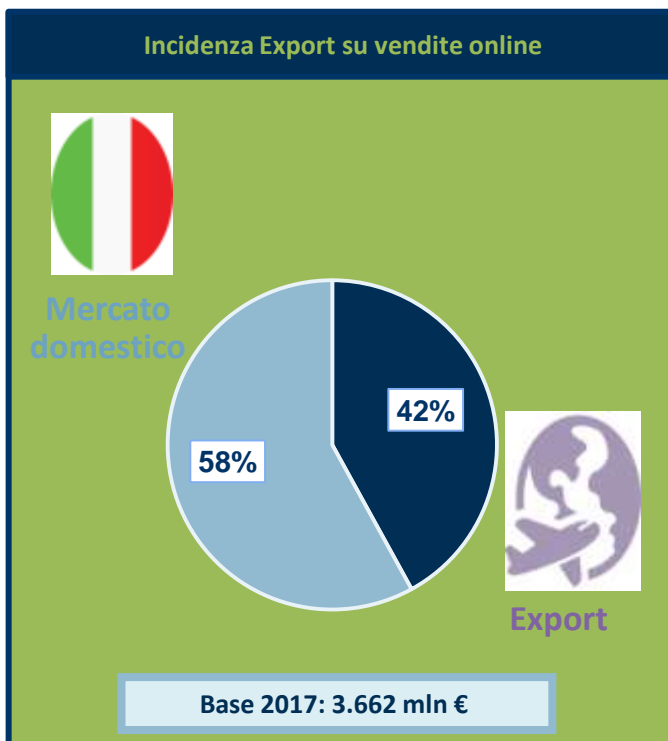 Incidenza Export su vendite online
Mercato
domestico
42%
58%
Export
Base 2017: 3.662 mln €